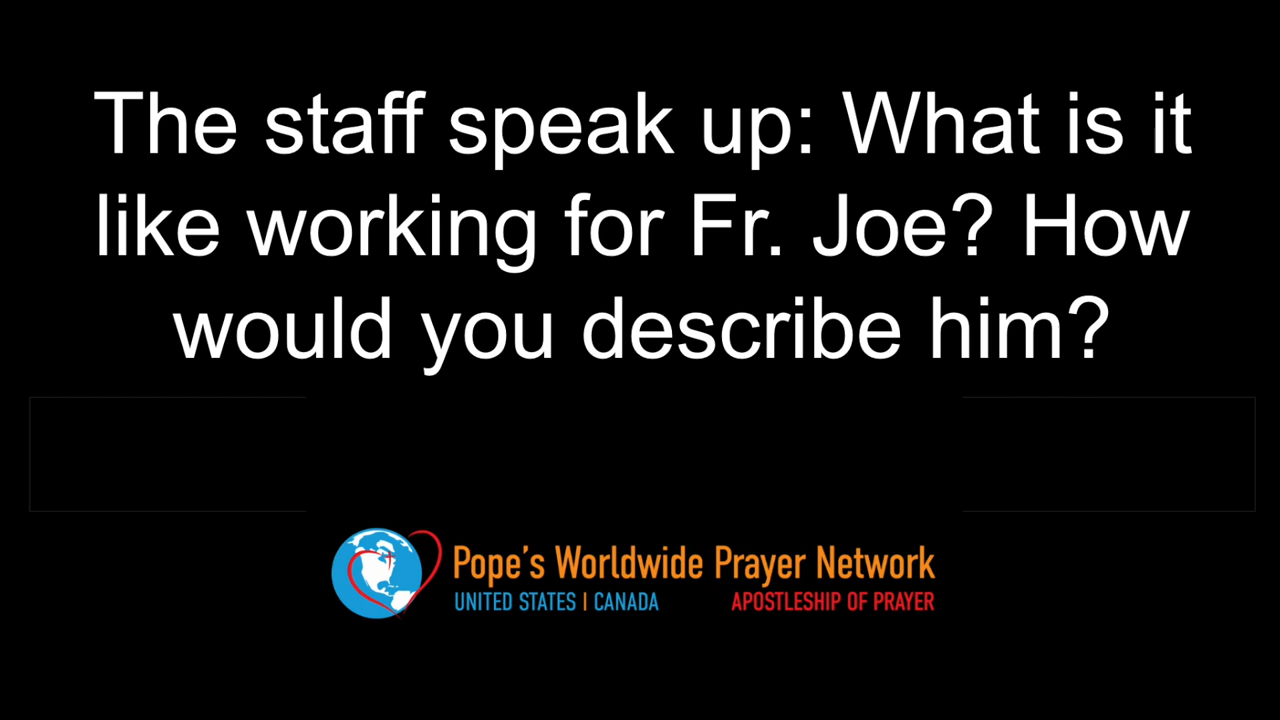 The staff speak up: What is it
like working for Fr. Joe? How
would you describe him?
Pope's Worldwide Prayer Network
UNITED STATES | CANADA APOSTLESHIP OF PRAYER